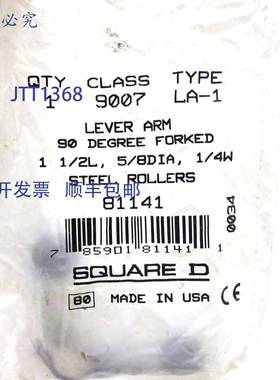 必究
QTY CLASS TYPE
1 9007 LA-1
JTT1368
LEVER ARM
90 DEGREE FORKED
1 1/2L, 5/8DIA, 1/4W
开发票 顺丰包邮
STEEL ROLLERS
81141
0034
7 85901 81141 1
SQUARE D
80 MADE IN USA CE